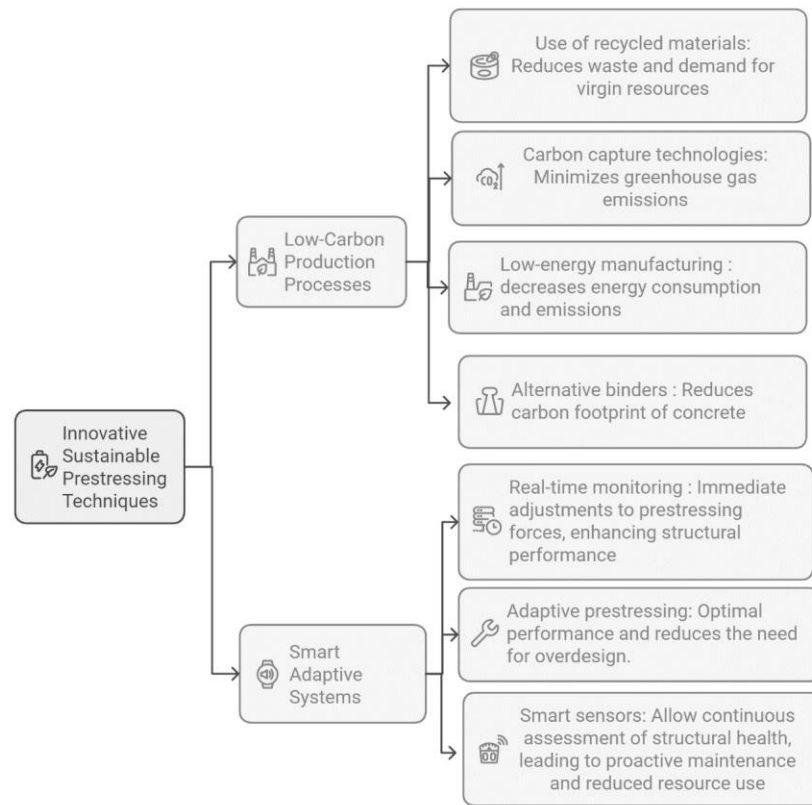 Use of recycled materials:
Reduces waste and demand for
virgin resources
Carbon capture technologies:
Minimizes greenhouse gas
emissions
CO2
Low-Carbon
Production
Processes
Low-energy manufacturing :
decreases energy consumption
and emissions
Alternative binders : Reduces
carbon footprint of concrete
Innovative
Sustainable
Prestressing
Techniques
Real-time monitoring : Immediate
adjustments to prestressing
forces, enhancing structural
performance
Adaptive prestressing: Optimal
performance and reduces the need
for overdesign.
Smart
Adaptive
Systems
Smart sensors: Allow continuous
assessment of structural health,
leading to proactive maintenance
and reduced resource use